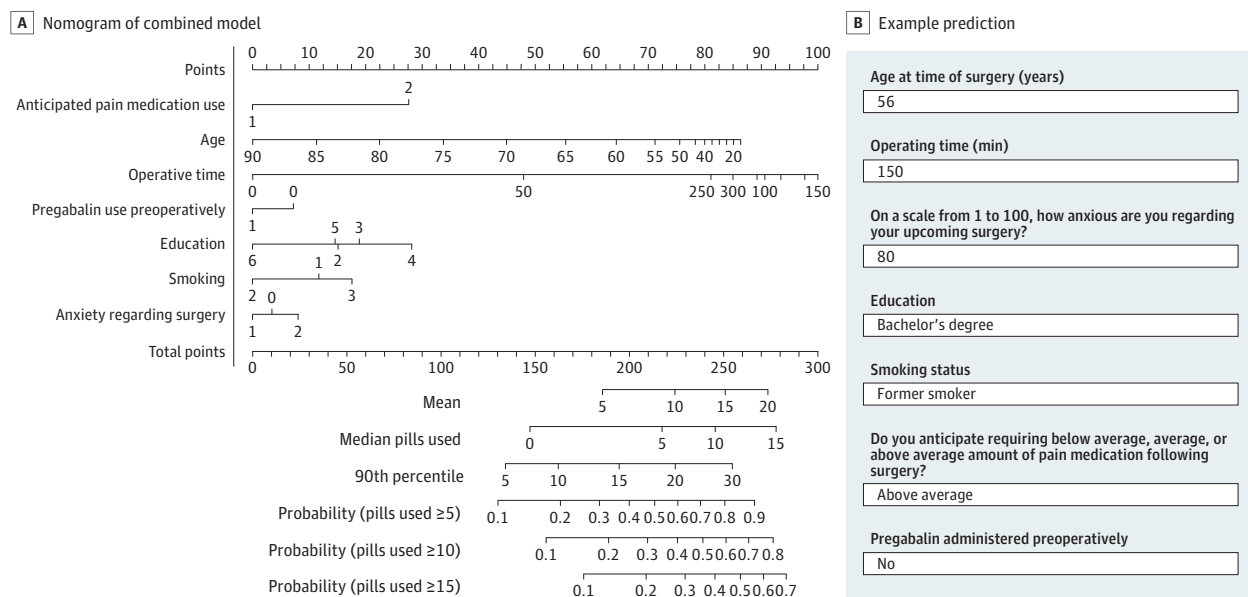 A Nomogram of combined model
0 10 20 30 40 50 60 70 80 90 100
Points
2
Anticipated pain medication use
1
Age
90 85 80 75 70 65 60 55 50 40 20
Operative time
0 0 50 250 300 100 150
Pregabalin use preoperatively
1
5 3
Education
6 2 4
1
Smoking
2 0 3
Anxiety regarding surgery
1 2
Total points
0 50 100 150 200 250 300
Mean
5 10 15 20
Median pills used
0 5 10 15
90th percentile
5 10 15 20 30
Probability (pills used ≥5)
0.1 0.2 0.3 0.4 0.5 0.6 0.7 0.8 0.9
Probability (pills used ≥10)
0.1 0.2 0.3 0.4 0.5 0.6 0.7 0.8
Probability (pills used ≥15)
0.1 0.2 0.3 0.4 0.5 0.6 0.7
B Example prediction
Age at time of surgery (years)
56
Operating time (min)
150
On a scale from 1 to 100, how anxious are you regarding
your upcoming surgery?
80
Education
Bachelor's degree
Smoking status
Former smoker
Do you anticipate requiring below average, average, or
above average amount of pain medication following
surgery?
Above average
Pregabalin administered preoperatively
No